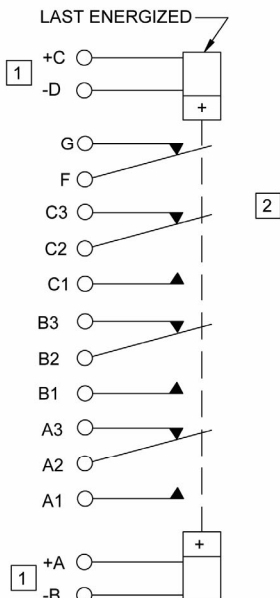 LAST ENERGIZED
+C
1
-D
+
G
F
C3
2
C2
C1
B3
B2
B1
A3
A2
A1
+
+A
1
-B